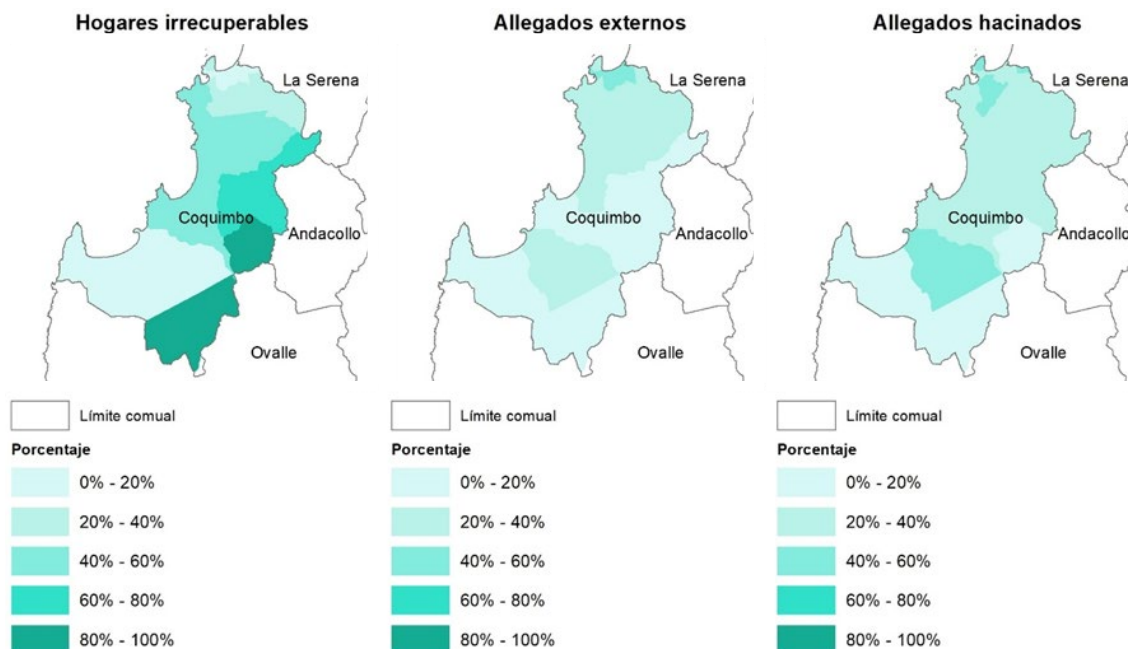 Hogares irrecuperables
La Serena
Coquimbo
Andacollo
Ovalle
Límite comual
Porcentaje
0% - 20%
20% - 40%
40% - 60%
60% - 80%
80% - 100%
Allegados externos
La Serena
Coquimbo
Andacollo
Ovalle
Límite comual
Porcentaje
0% - 20%
20% - 40%
40% - 60%
60% - 80%
80% - 100%
Allegados hacinados
La Serena
Coquimbo
Andacollo
Ovalle
Límite comual
Porcentaje
0% - 20%
20% - 40%
40% - 60%
60% - 80%
80% - 100%